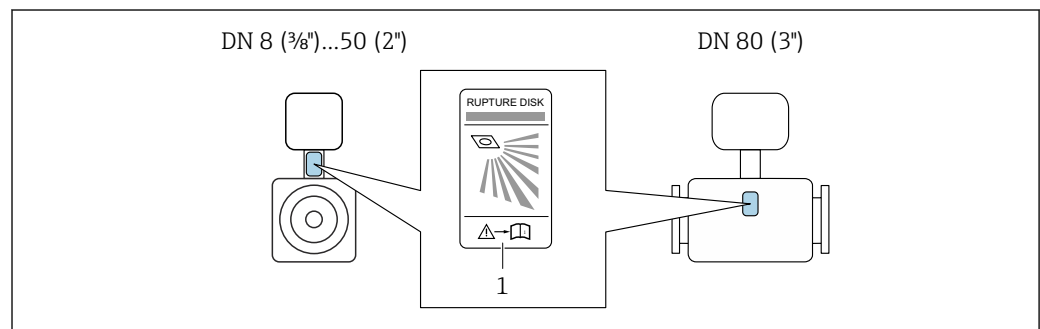 DN 8 (⅜")...50 (2")
DN 80 (3")
RUPTURE DISK
i
1